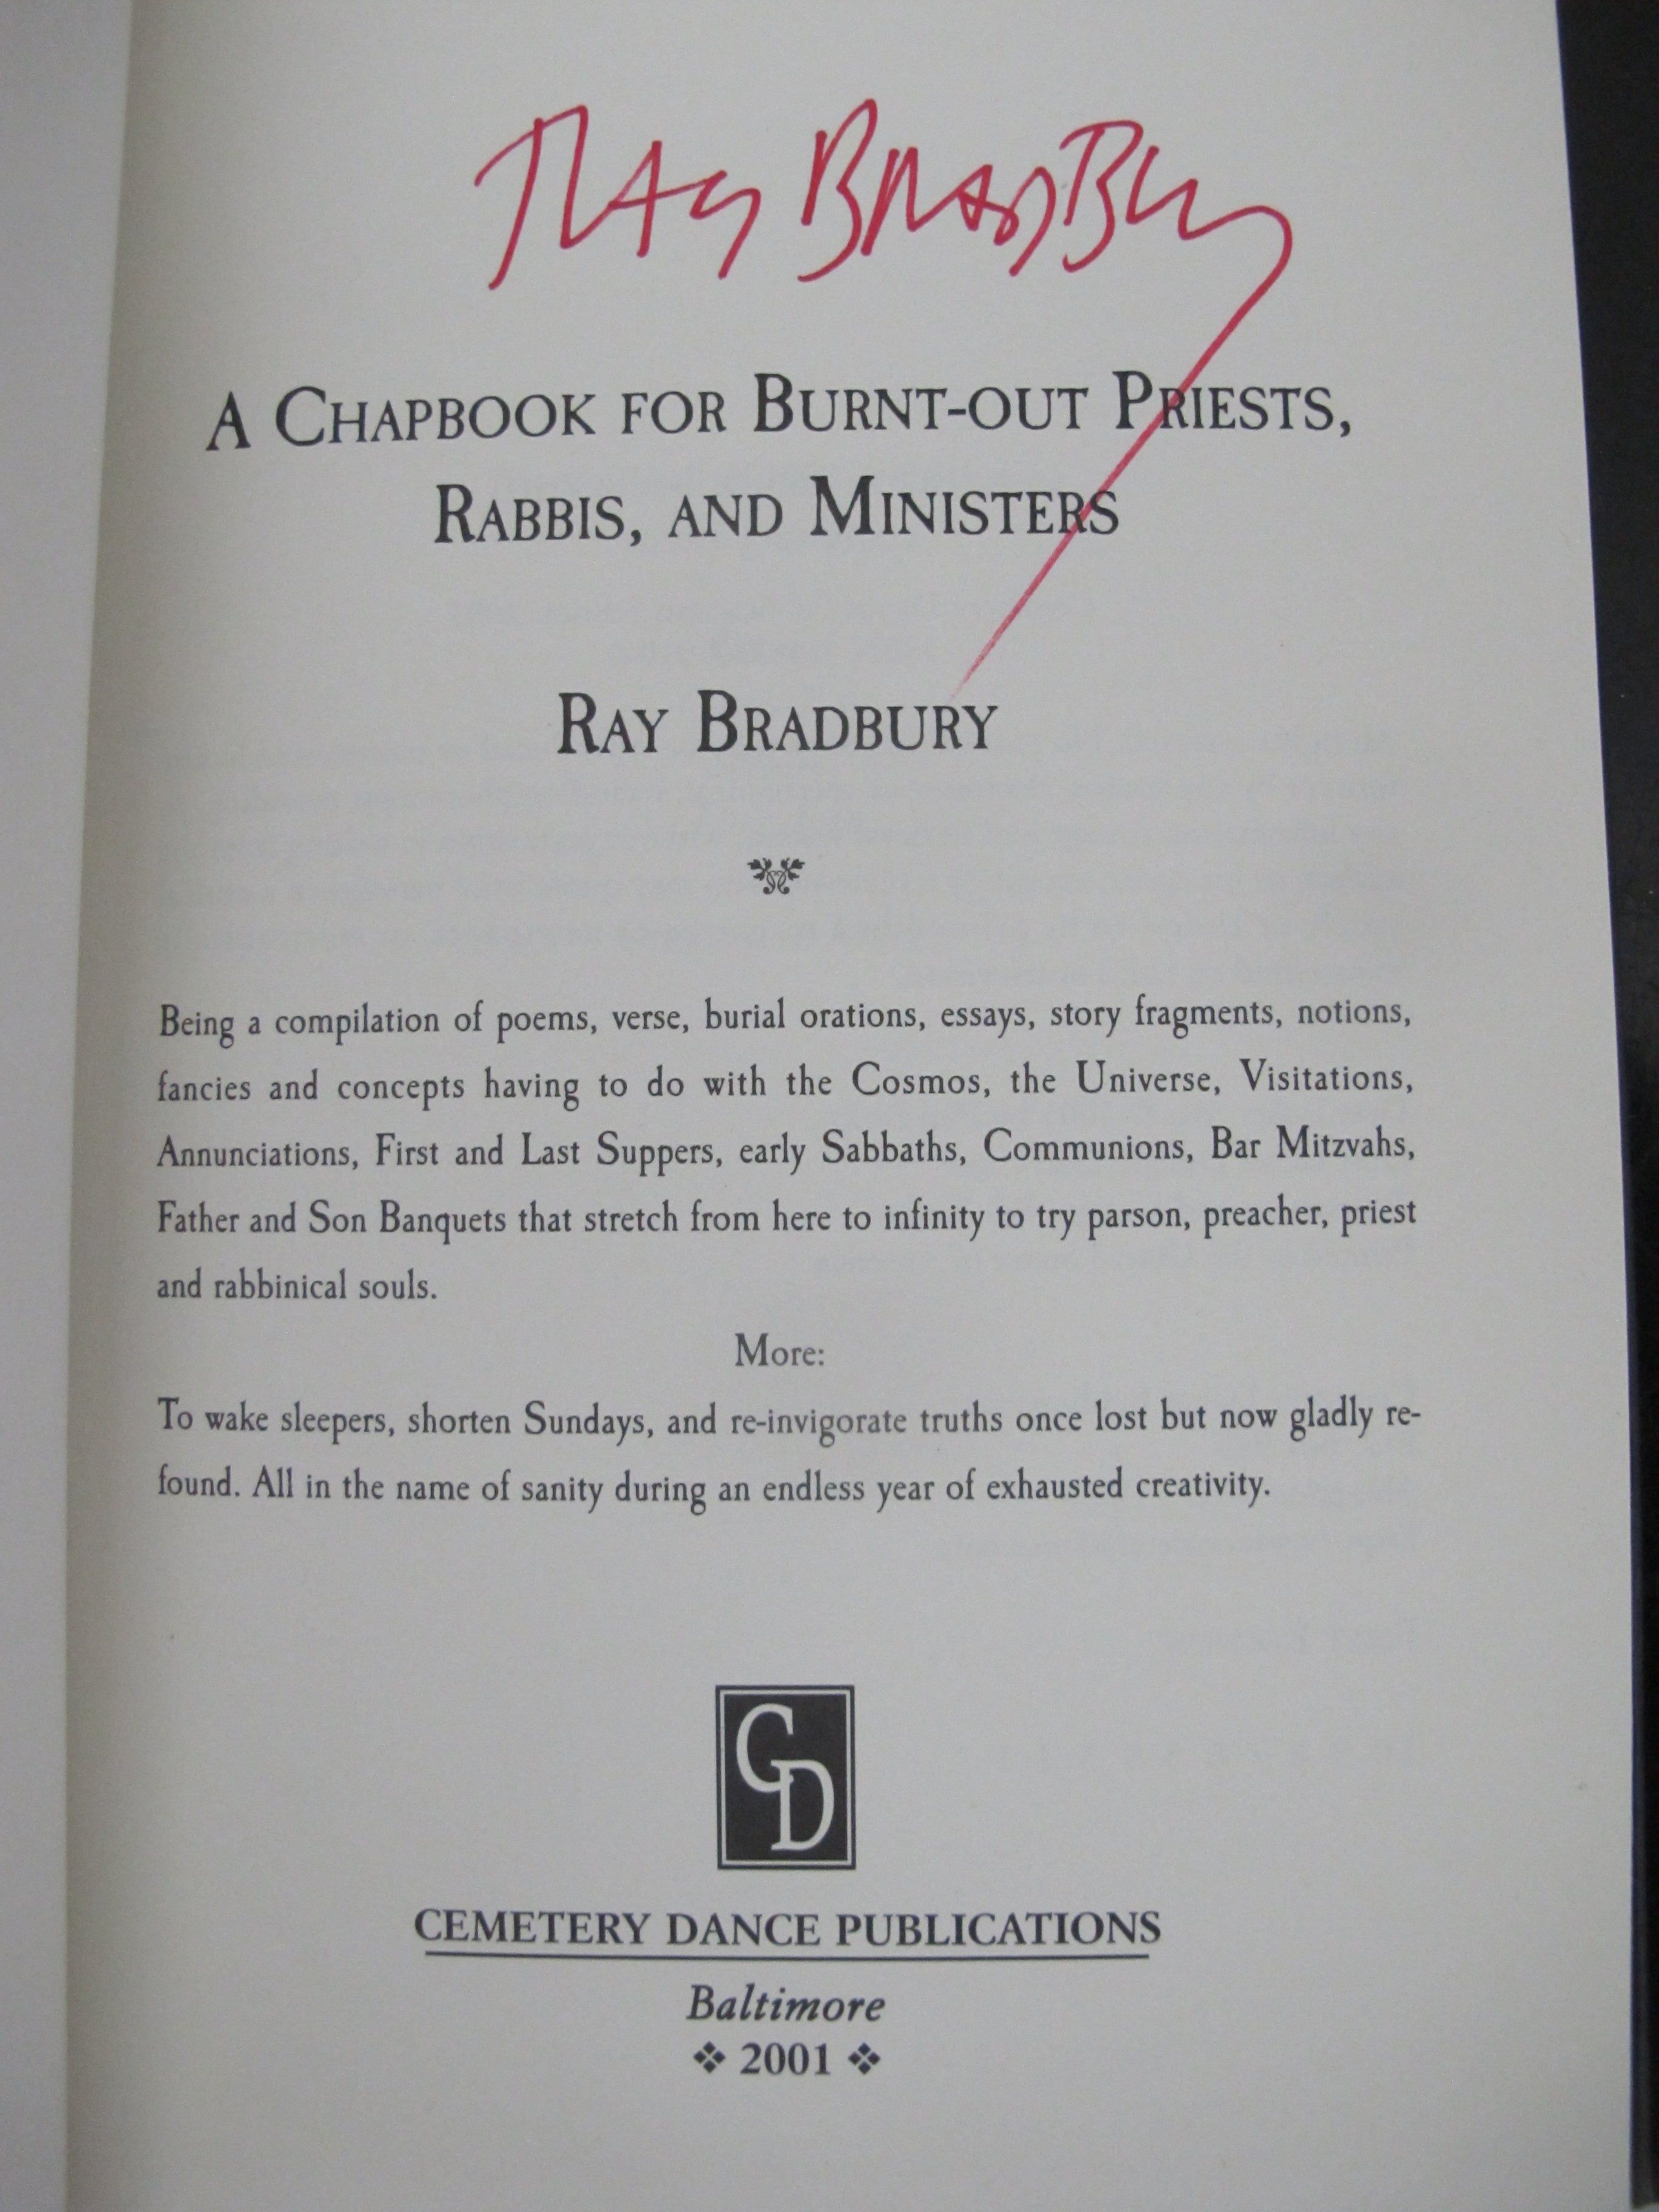 RAY BRADBURY
A CHAPBOOK FOR BURNT-OUT PRIESTS,
RABBIS, AND MINISTERS
RAY BRADBURY
Being a compilation of poems, verse, burial orations, essays, story fragments, notions,
fancies and concepts having to do with the Cosmos, the Universe, Visitations,
Annunciations, First and Last Suppers, early Sabbaths, Communions, Bar Mitzvahs,
Father and Son Banquets that stretch from here to infinity to try parson, preacher, priest
and rabbinical souls.
More:
To wake sleepers, shorten Sundays, and re-invigorate truths once lost but now gladly re-
found. All in the name of sanity during an endless year of exhausted creativity.
CD
CEMETERY DANCE PUBLICATIONS
Baltimore
❖ 2001 ❖